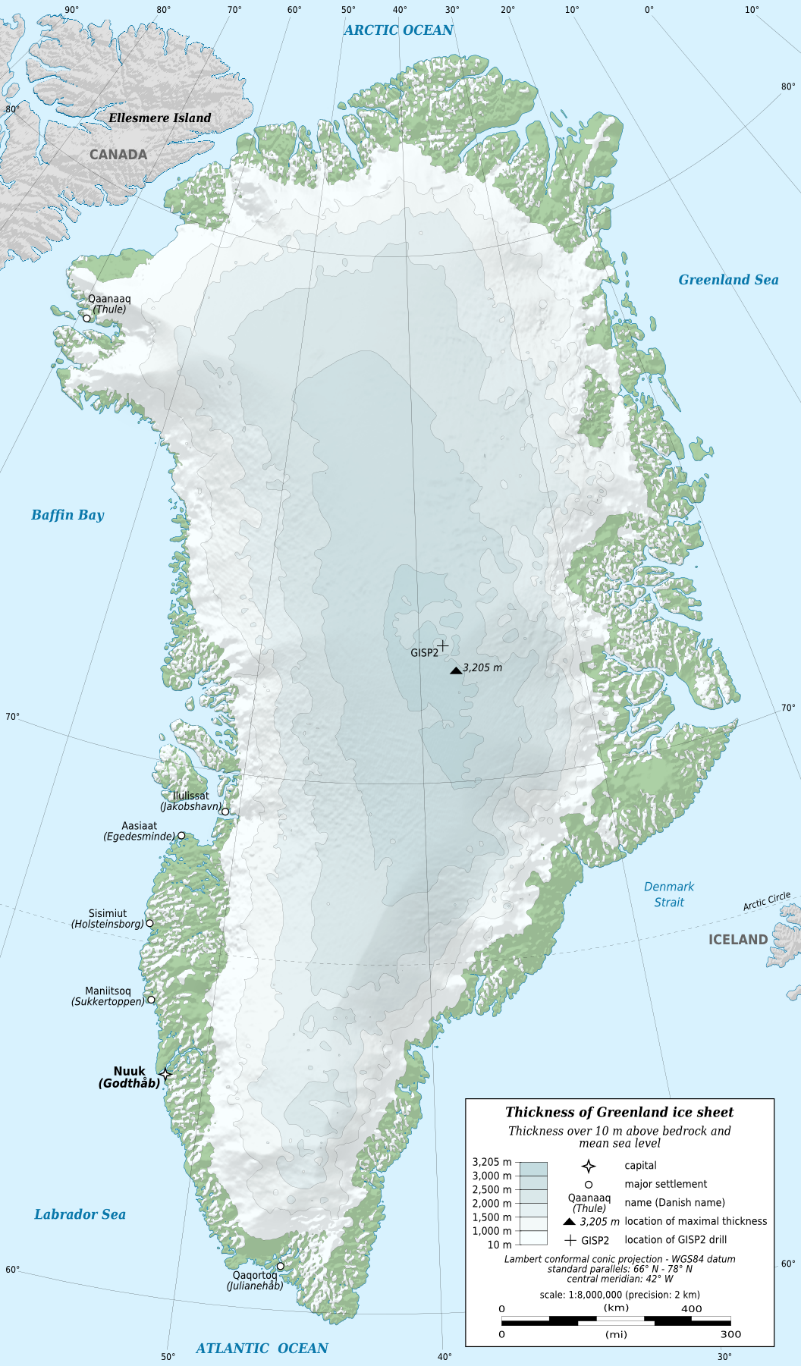 90°
80°
70°
60°
50°
40°
30°
20°
10°
0°
10°
ARCTIC OCEAN
80°
80°
Ellesmere Island
CANADA
Greenland Sea
Qaanaaq
(Thule)
Baffin Bay
GISP2
3,205 m
70°
70°
Ilulissat
(Jakobshavn)
Aasiaat
(Egedesminde)
Denmark
Strait
Arctic Circle
Sisimiut
(Holsteinsborg)
ICELAND
Maniitsoq
(Sukkertoppen)
Nuuk
(Godthåb)
Labrador Sea
60°
60°
Qaqortoq
(Julianehåb)
ATLANTIC OCEAN
50°
40°
30°
Thickness of Greenland ice sheet
Thickness over 10 m above bedrock and
mean sea level
3,205 m
3,000 m
2,500 m
2,000 m
1,500 m
1,000 m
10 m
capital
major settlement
Qaanaaq
(Thule)
name (Danish name)
3,205 m location of maximal thickness
GISP2 location of GISP2 drill
Lambert conformal conic projection - WGS84 datum
standard parallels: 66° N - 78° N
central meridian: 42° W
scale: 1:8,000,000 (precision: 2 km)
0 (km) 400
0 (mi) 300